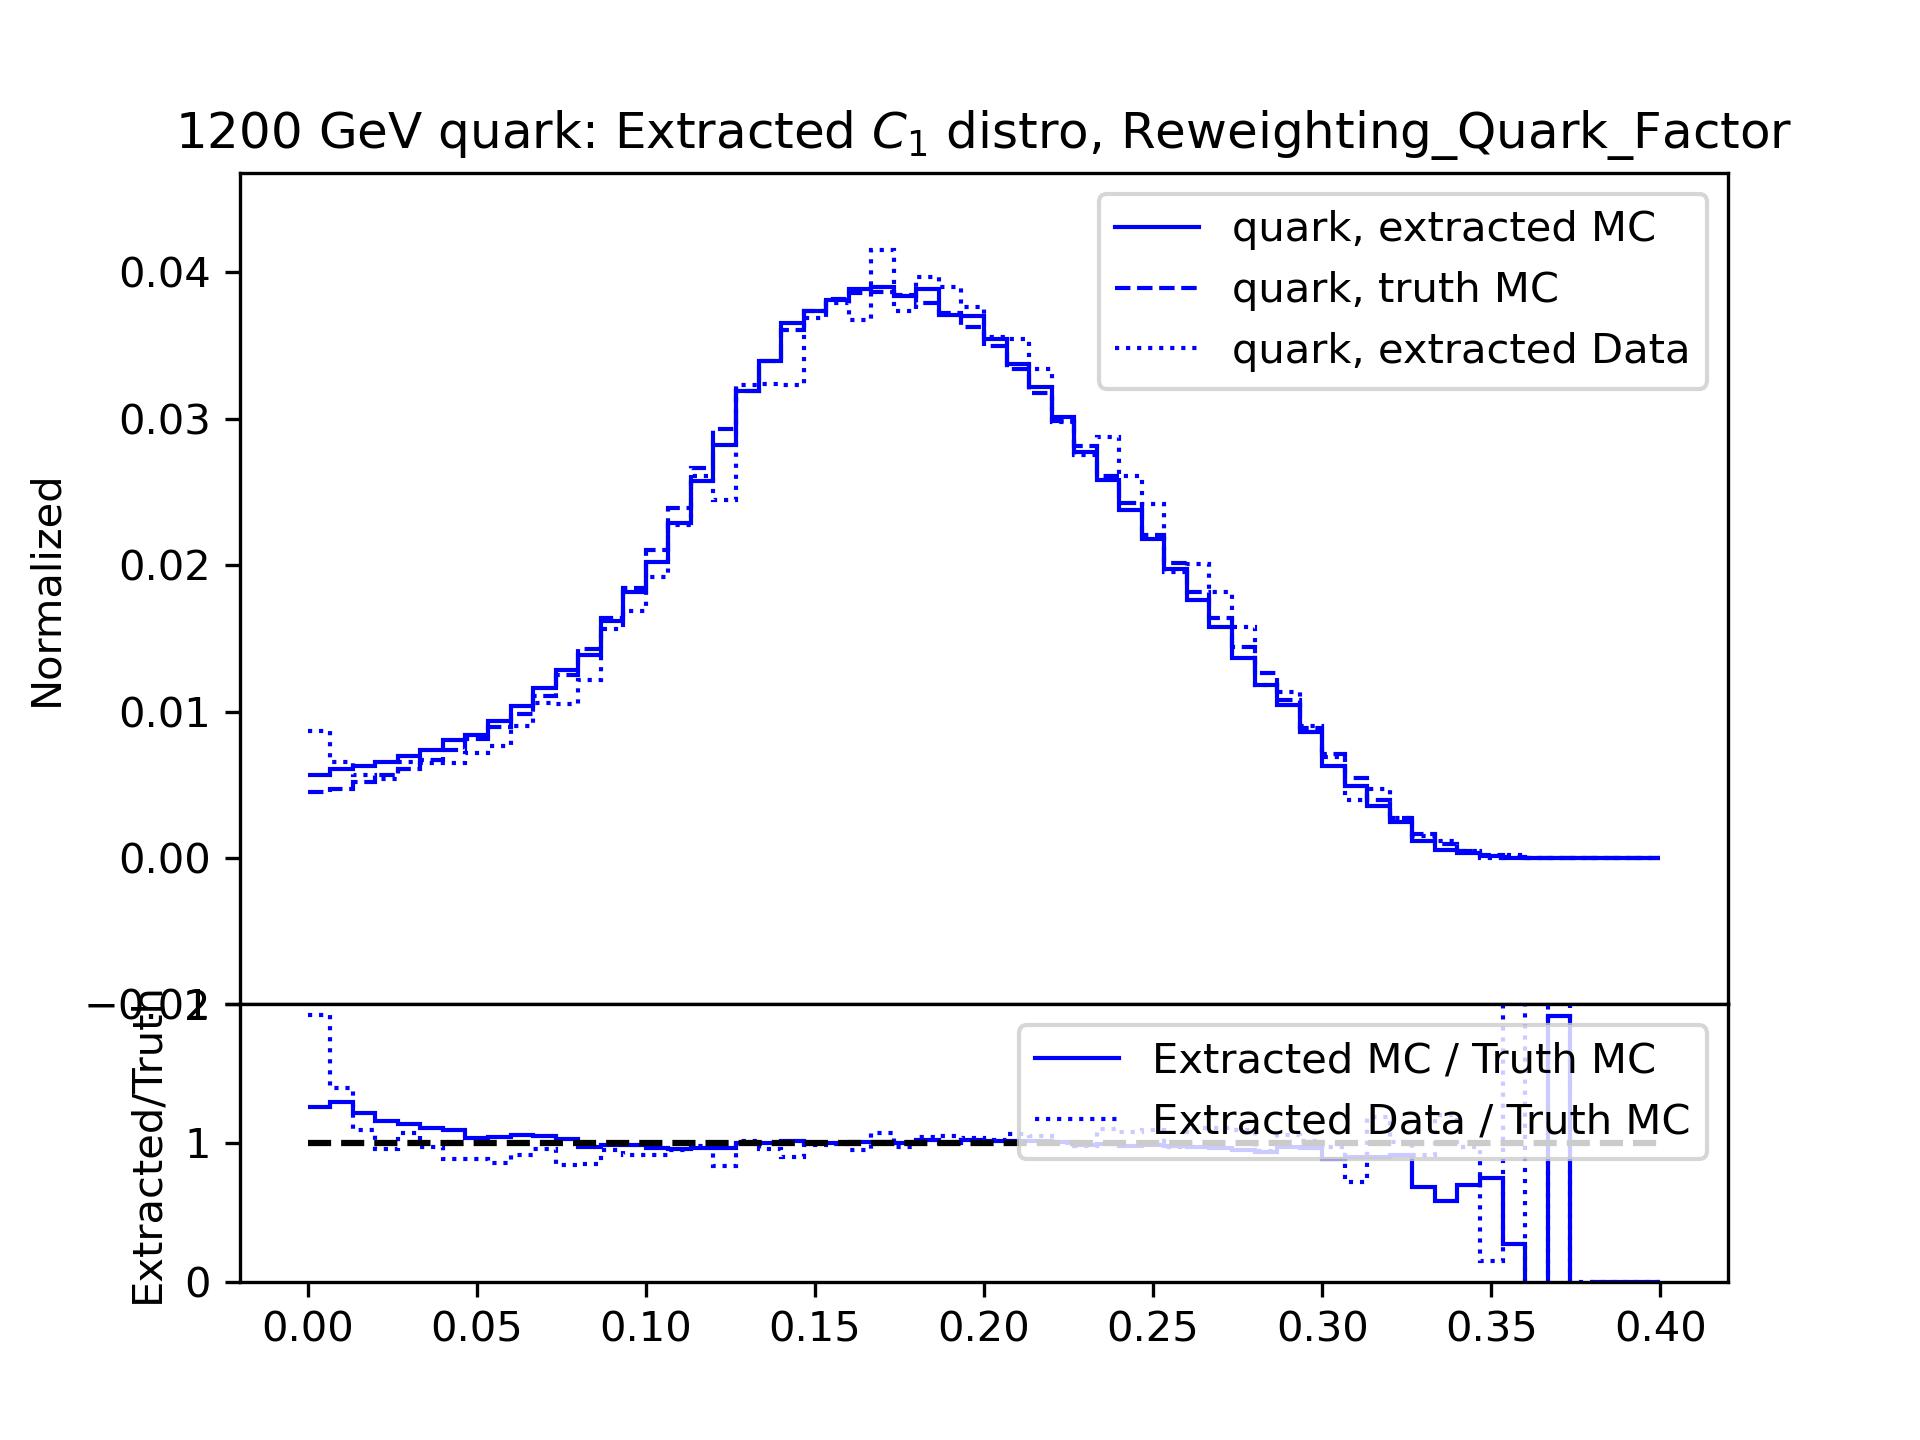 1200 GeV quark: Extracted C₁ distro, Reweighting_Quark_Factor
quark, extracted MC
quark, truth MC
quark, extracted Data
Normalized
0.04
0.03
0.02
0.01
0.00
−0.01
Extracted MC / Truth MC
Extracted Data / Truth MC
Extracted/Truth
2
1
0
0.00 0.05 0.10 0.15 0.20 0.25 0.30 0.35 0.40